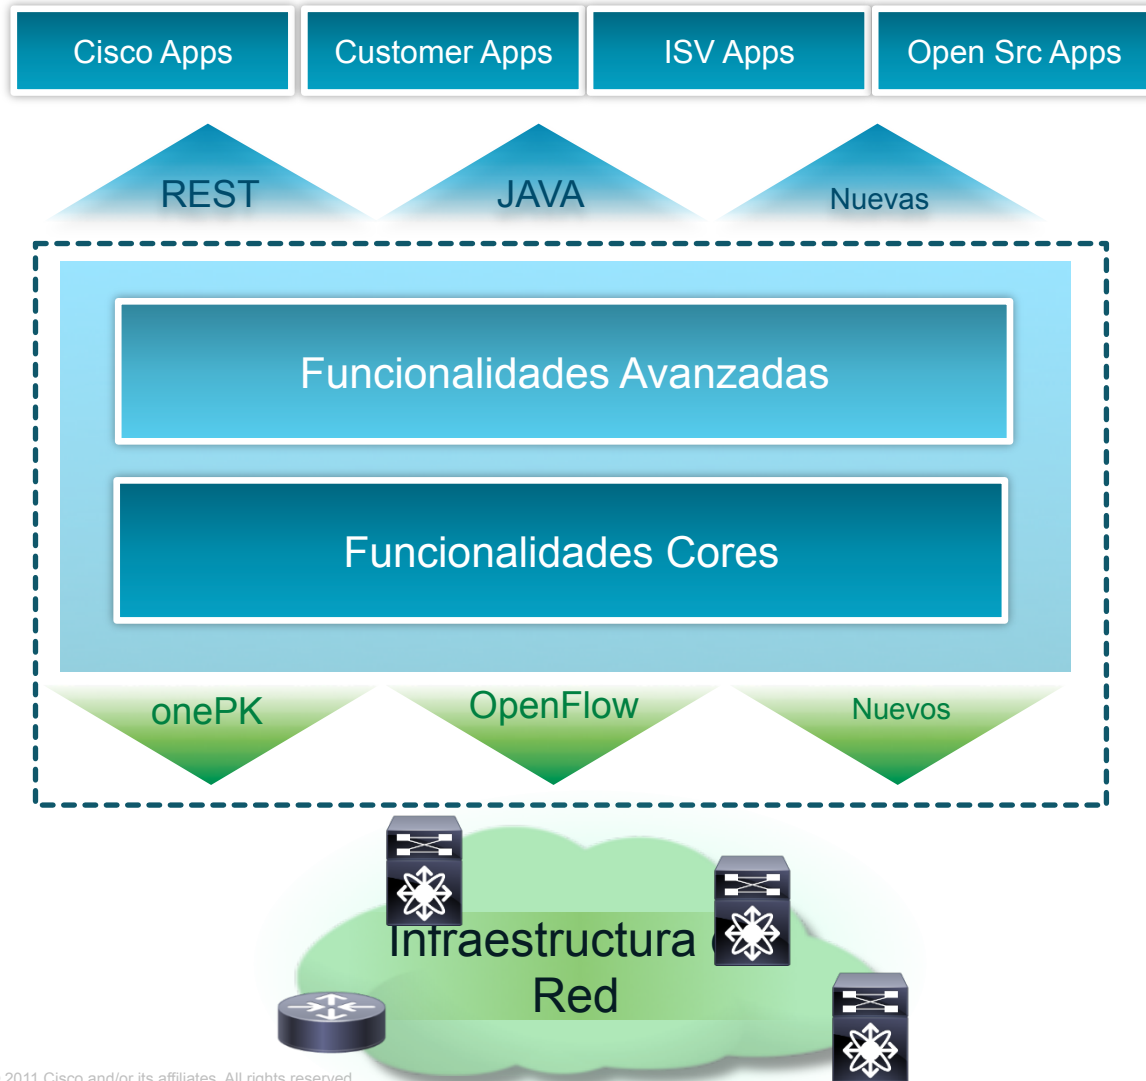 Cisco Apps
Customer Apps
ISV Apps
Open Src Apps
REST
JAVA
Nuevas
Funcionalidades Avanzadas
Funcionalidades Cores
onePK
OpenFlow
Nuevos
Infraestructura
Red
2011 Cisco and/or its affiliates. All rights reserved.